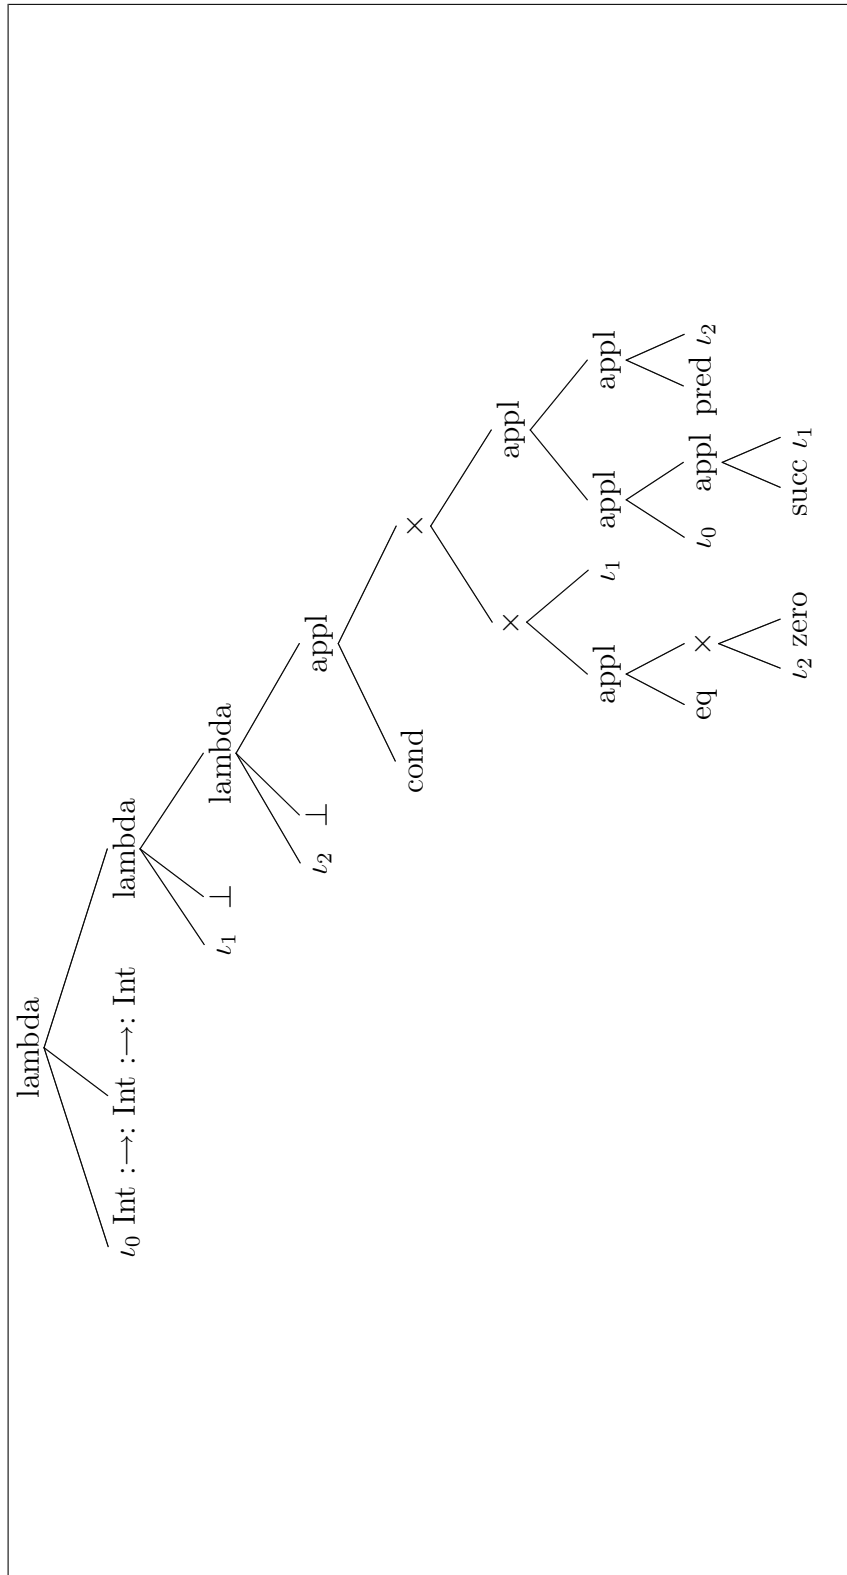 lambda
ι₀ Int :→: Int :→: Int lambda
ι₁ ⊥ lambda
ι₂ ⊥ appl
cond ×
× appl
appl ι₁ appl appl
eq × ι₀ appl pred ι₂
ι₂ zero succ ι₁